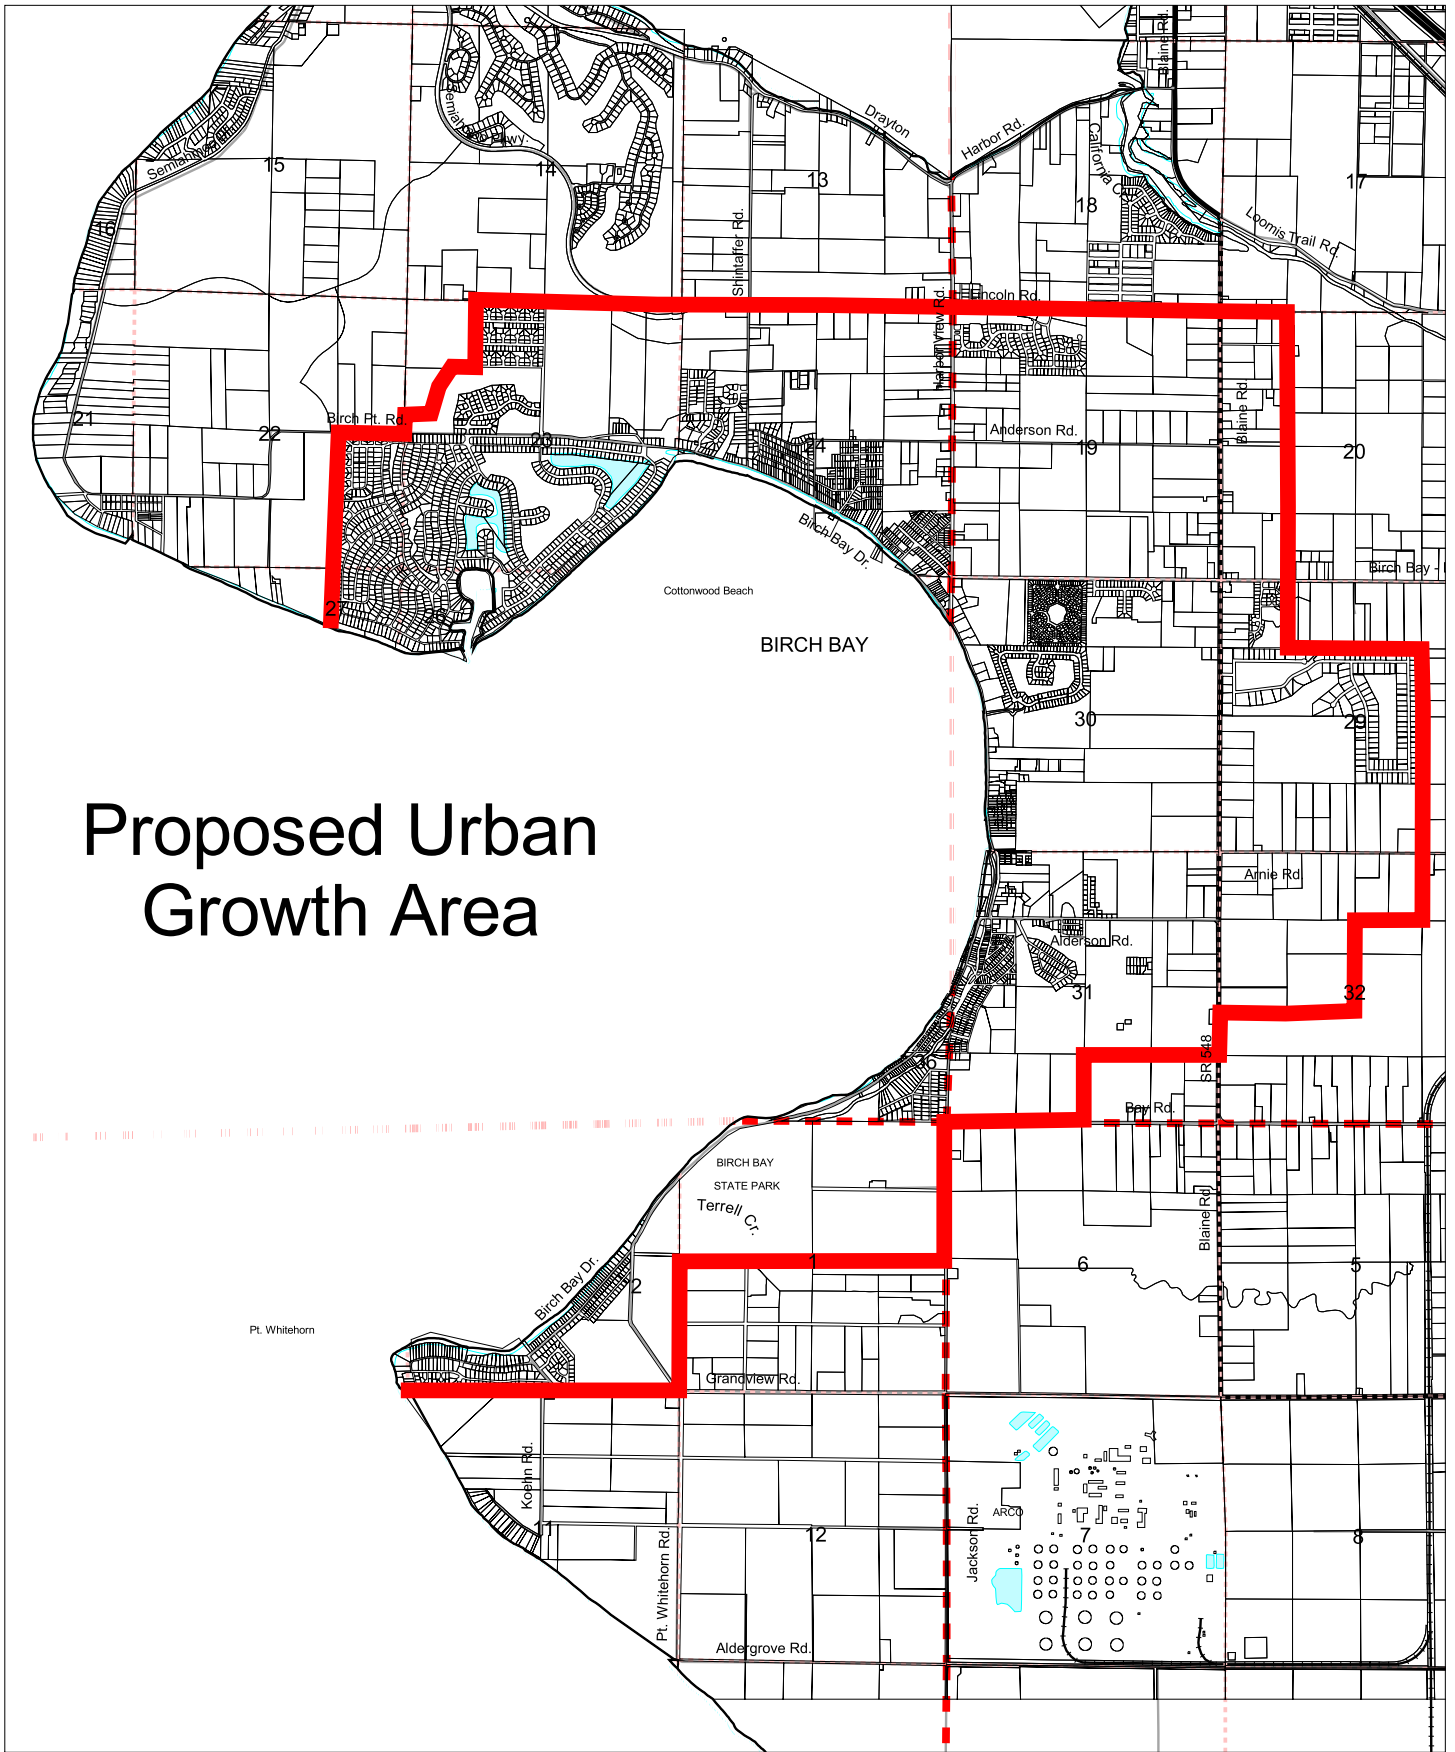 Blaine Rd.
Drayton
Harbor Rd.
California Cr.
Semiahmoo Pkwy.
Semiahmoo
15
14
13
18
17
16
Shintaffer Rd.
Loomis Trail Rd.
Lincoln Rd.
Harborview Rd.
Blaine Rd.
Birch Pt. Rd.
Anderson Rd.
21
22
23
24
19
20
Birch Bay Dr.
Birch Bay -
Cottonwood Beach
27
26
BIRCH BAY
30
29
Proposed Urban
Growth Area
Arnie Rd.
Alderson Rd.
31
32
SR 548
36
Bay Rd.
BIRCH BAY
STATE PARK
Terrell Cr.
Blaine Rd.
Birch Bay Dr.
1
2
6
5
Pt. Whitehorn
Grandview Rd.
Koehn Rd.
Pt. Whitehorn Rd.
Jackson Rd.
ARCO
11
12
7
8
Aldergrove Rd.